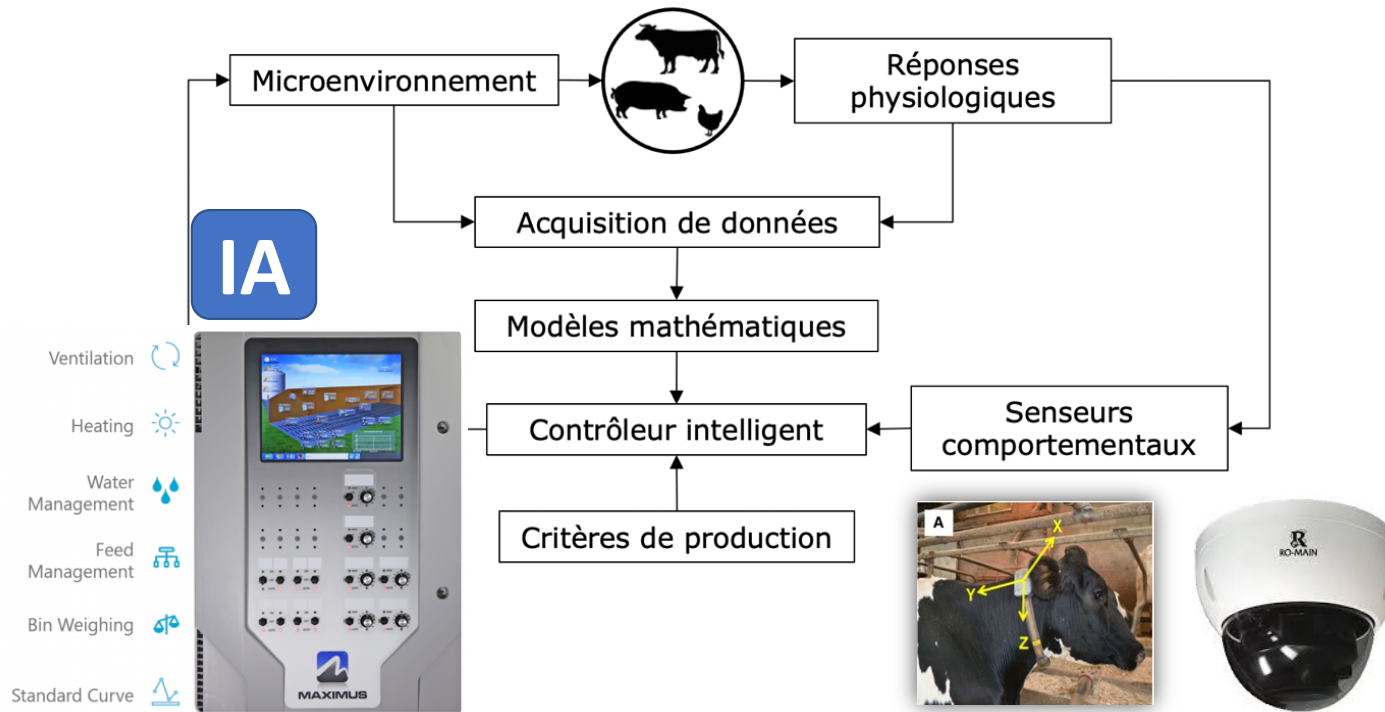 Microenvironnement
Réponses
physiologiques
Acquisition de données
IA
Modèles mathématiques
Ventilation
Heating
Water
Management
Feed
Management
Bin Weighing
Standard Curve
MAXIMUS
Contrôleur intelligent
Senseurs
comportementaux
Critères de production
A
X
Y
Z
R
RO-MAIN